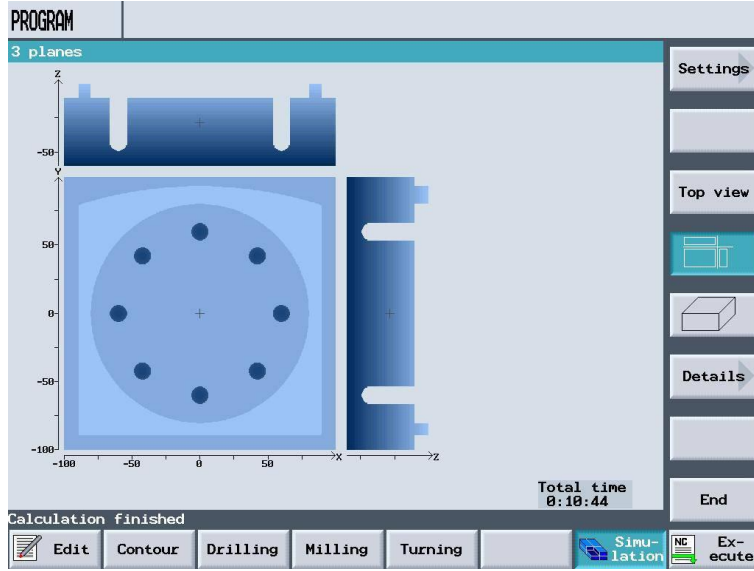 PROGRAM
3 planes
Settings
Z
-50
Y
Top view
50
0
-50
Details
-100
-100
-50
0
50
X
Z
Total time
0:10:44
End
Calculation finished
Edit
Contour
Drilling
Milling
Turning
Simu-
lation
NC
Ex-
ecute